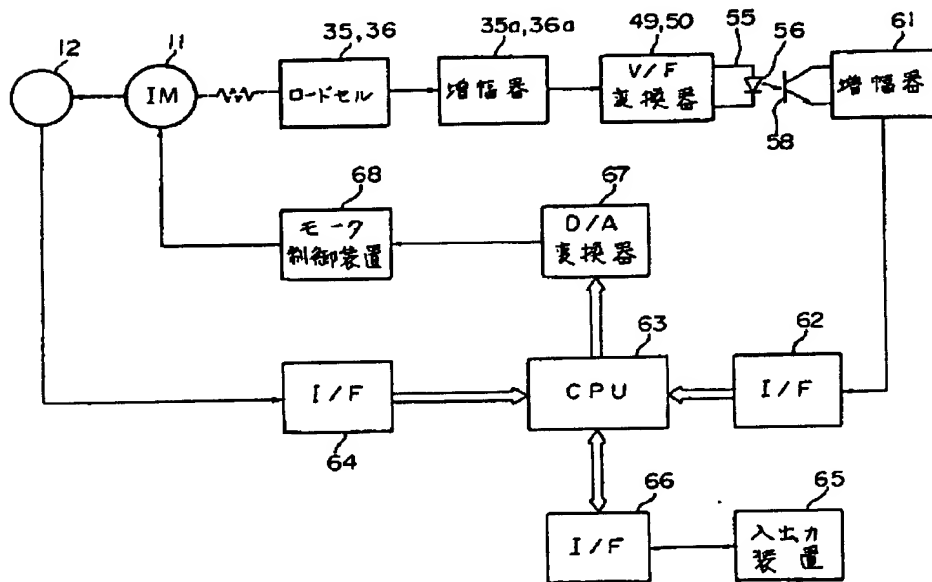 12
11
35, 36
35a, 36a
49, 50
55
56
61
IM
ロードセル
増幅器
V/F
変換器
増幅器
58
68
67
モータ
制御装置
D/A
変換器
63
62
I/F
CPU
I/F
64
66
65
I/F
入出力
装置